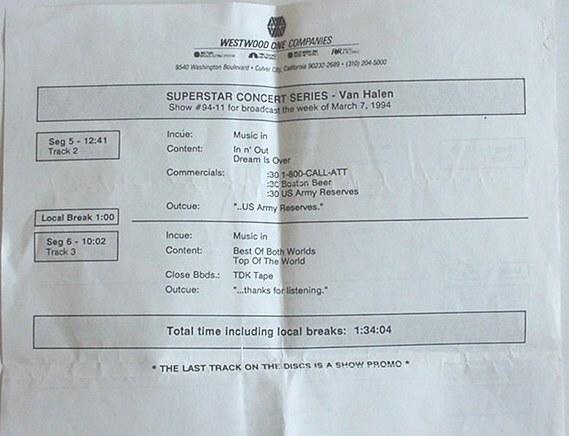 WESTWOOD ONE COMPANIES
9540 Washington Boulevard • Culver City, California 90232-2689 • (310) 204-5000
SUPERSTAR CONCERT SERIES - Van Halen
Show #94-11 for broadcast the week of March 7, 1994
Seg 5 - 12:41
Track 2
Incue: Music in
Content: In n' Out
Dream Is Over
Commercials: :30 1-800-CALL-ATT
:30 Boston Beer
:30 US Army Reserves
Outcue: "..US Army Reserves."
Local Break 1:00
Seg 6 - 10:02
Track 3
Incue: Music in
Content: Best Of Both Worlds
Top Of The World
Close Bbds.: TDK Tape
Outcue: "...thanks for listening."
Total time including local breaks: 1:34:04
* THE LAST TRACK ON THE DISCS IS A SHOW PROMO *